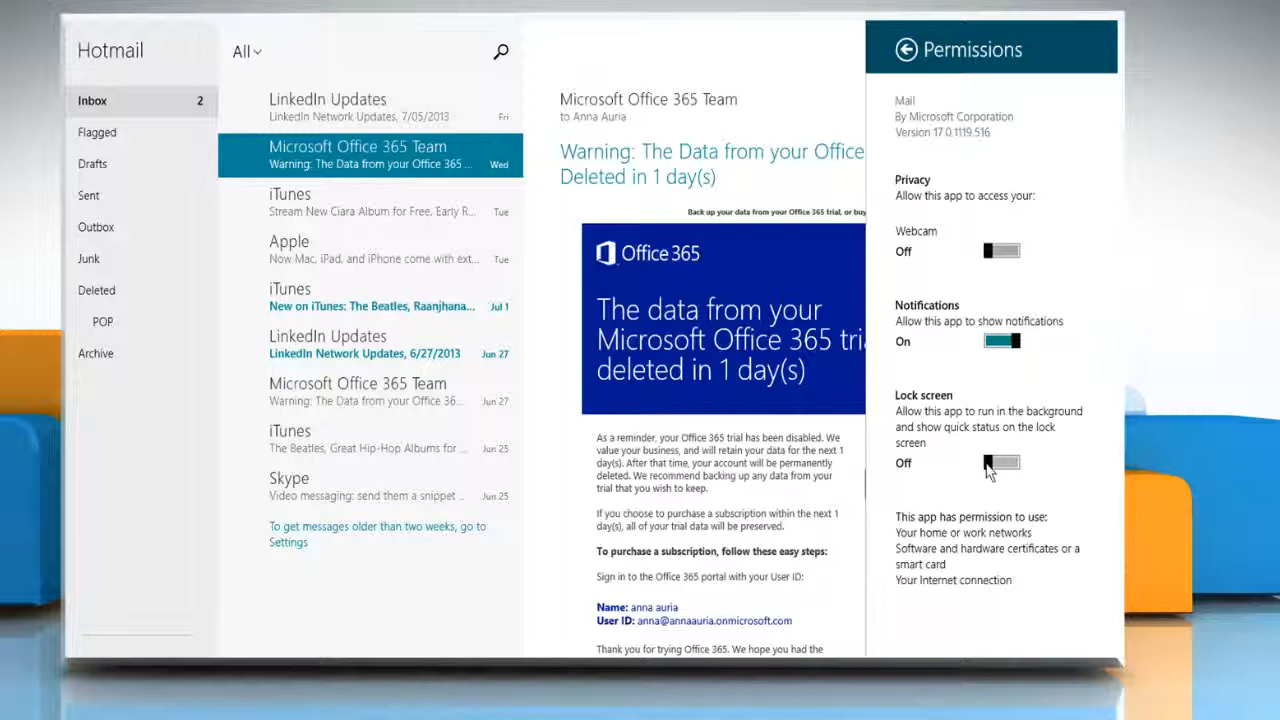 Hotmail
Inbox 2
Flagged
Drafts
Sent
Outbox
Junk
Deleted
POP
Archive
All
LinkedIn Updates
LinkedIn Network Updates, 7/05/2013 Fri
Microsoft Office 365 Team
Warning: The Data from your Office 365 ... Wed
iTunes
Stream New Ciara Album for Free, Early R... Tue
Apple
Now Mac, iPad, and iPhone come with ext... Tue
iTunes
New on iTunes: The Beatles, Raanjhana... Jul 1
LinkedIn Updates
LinkedIn Network Updates, 6/27/2013 Jun 27
Microsoft Office 365 Team
Warning: The Data from your Office 36... Jun 27
iTunes
The Beatles, Great Hip-Hop Albums for ... Jun 25
Skype
Video messaging: send them a snippet ... Jun 25
To get messages older than two weeks, go to
Settings
Microsoft Office 365 Team
to Anna Auria
Warning: The Data from your Office
Deleted in 1 day(s)
Back up your data from your Office 365 trial, or buy
Office 365
The data from your
Microsoft Office 365 tri
deleted in 1 day(s)
As a reminder, your Office 365 trial has been disabled. We
value your business, and will retain your data for the next 1
day(s). After that time, your account will be permanently
deleted. We recommend backing up any data from your
trial that you wish to keep.
If you choose to purchase a subscription within the next 1
day(s), all of your trial data will be preserved.
To purchase a subscription, follow these easy steps:
Sign in to the Office 365 portal with your User ID:
Name: anna auria
User ID: anna@annaauria.onmicrosoft.com
Thank you for trying Office 365. We hope you had the
Permissions
Mail
By Microsoft Corporation
Version 17.0.1119.516
Privacy
Allow this app to access your:
Webcam
Off
Notifications
Allow this app to show notifications
On
Lock screen
Allow this app to run in the background
and show quick status on the lock
screen
Off
This app has permission to use:
Your home or work networks
Software and hardware certificates or a
smart card
Your Internet connection